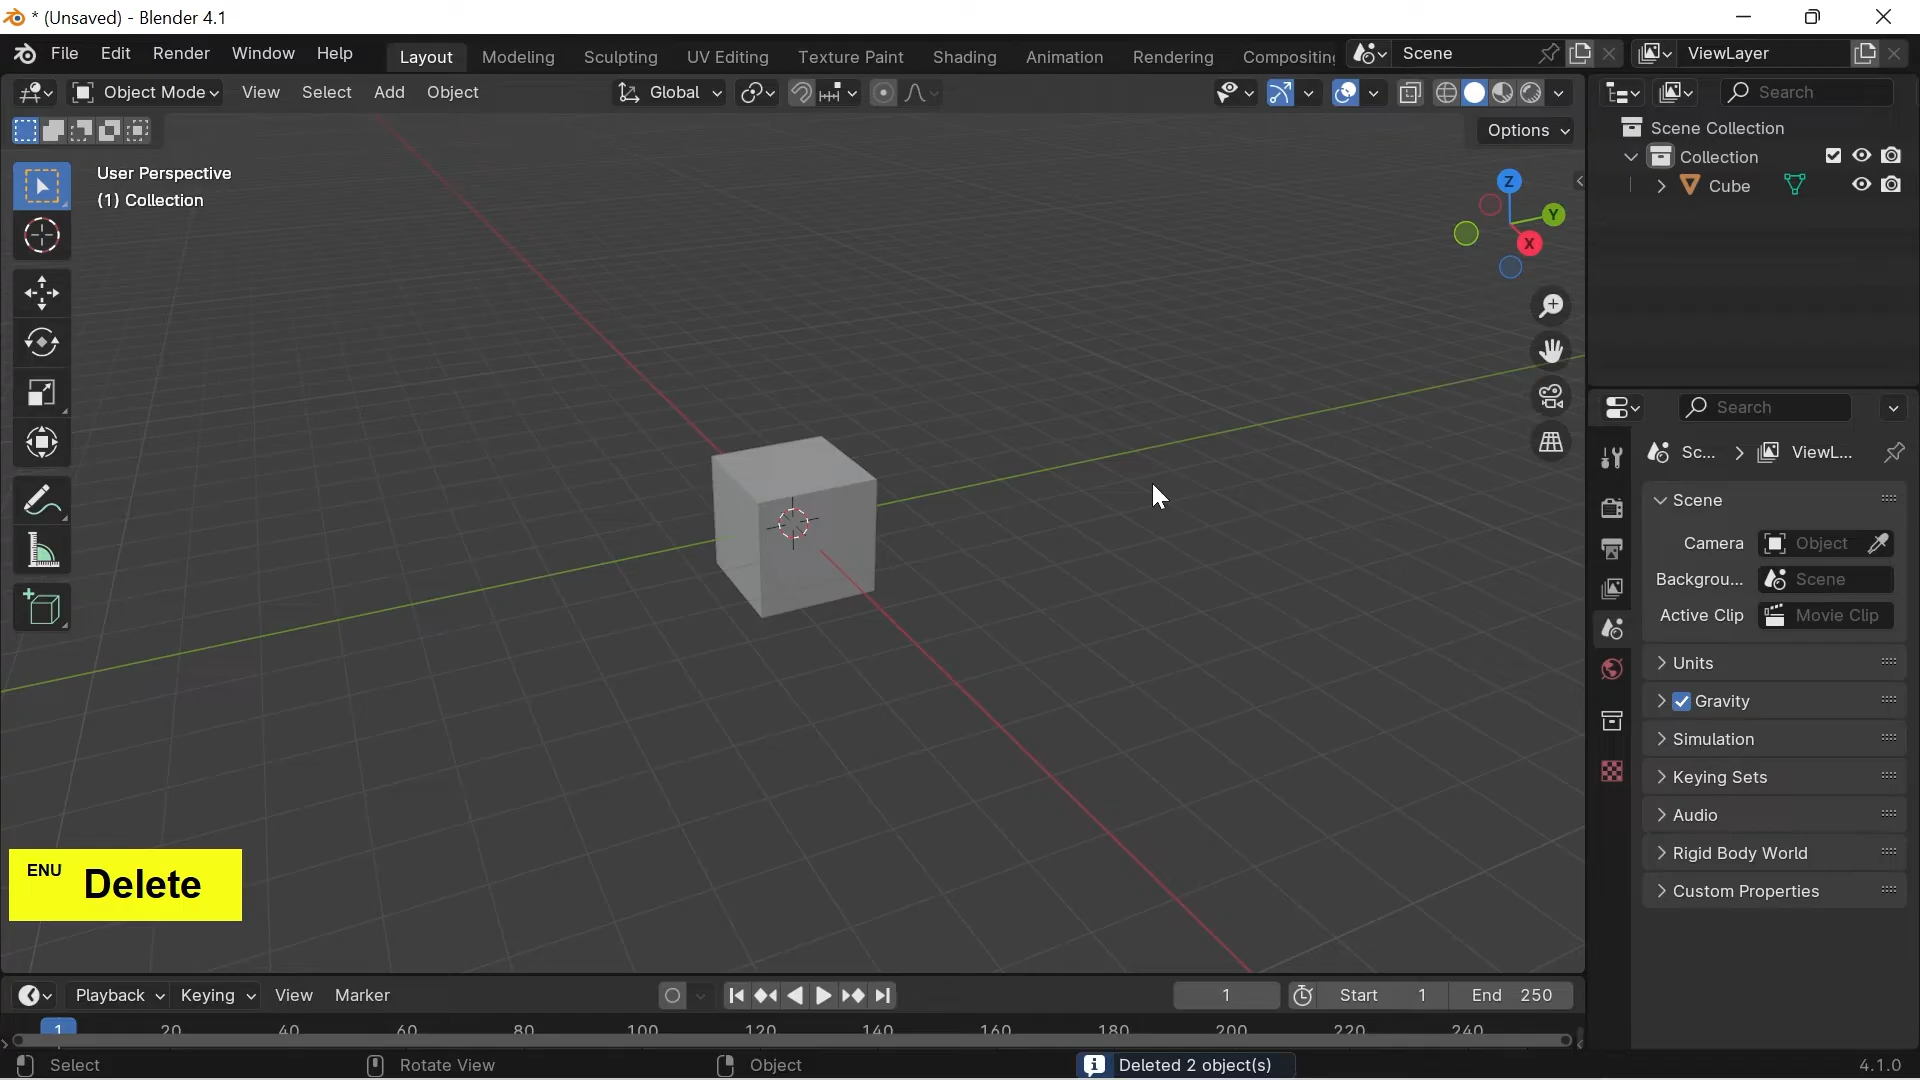 * (Unsaved) - Blender 4.1
File Edit Render Window Help
Layout Modeling Sculpting UV Editing Texture Paint Shading Animation Rendering Compositing
Scene
ViewLayer
Object Mode View Select Add Object
Global
Search
Options
User Perspective
(1) Collection
Z
Y
X
Scene Collection
Collection
Cube
Search
Sc... ViewL...
Scene
Camera Object
Backgrou... Scene
Active Clip Movie Clip
Units
Gravity
Simulation
Keying Sets
Audio
Rigid Body World
Custom Properties
ENU Delete
Playback Keying View Marker
1 Start 1 End 250
1 20 40 60 80 100 120 140 160 180 200 220 240
Select Rotate View Object Deleted 2 object(s) 4.1.0